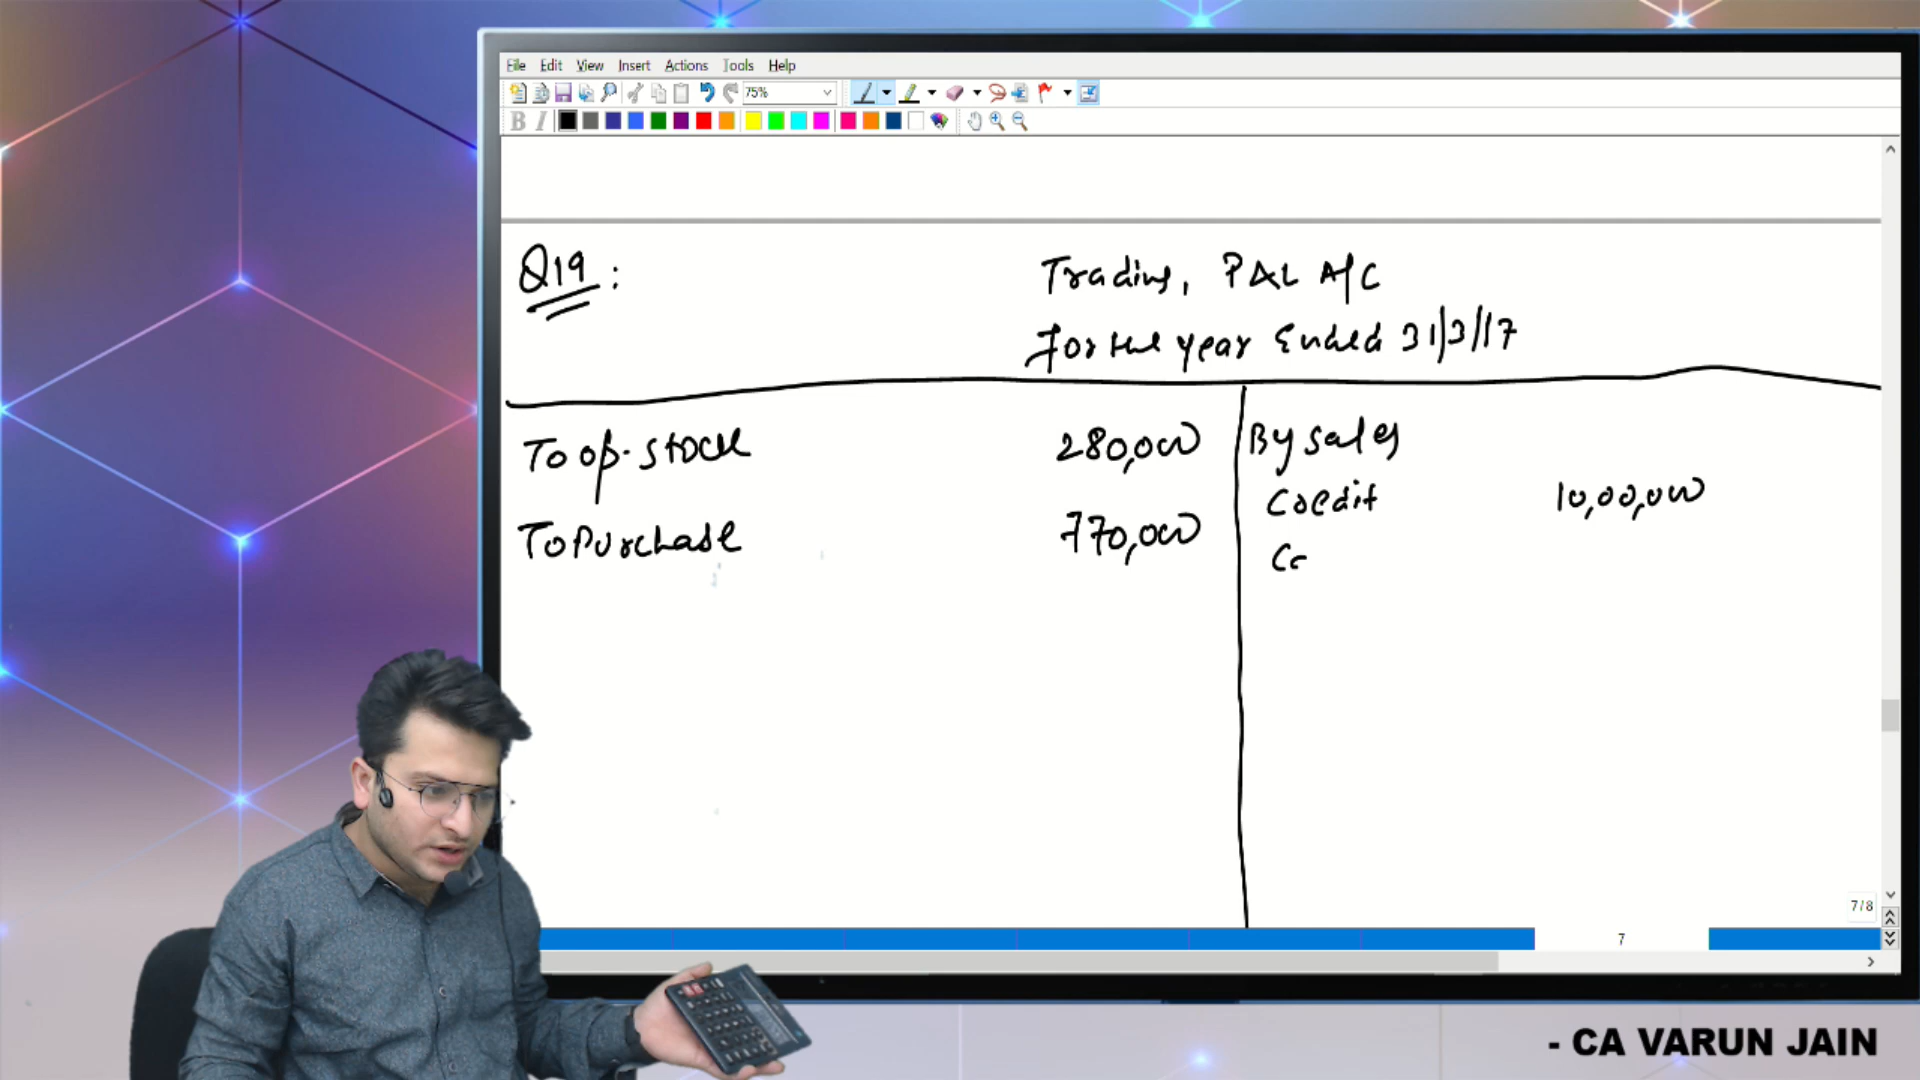 File Edit View Insert Actions Tools Help
75%
B I
Q19 :
Trading, P&L A/C
For the year Ended 31/3/17
To op. stock 280,000
By sales
Credit 10,00,000
To Purchase 770,000
Ca
7/8
7
- CA VARUN JAIN